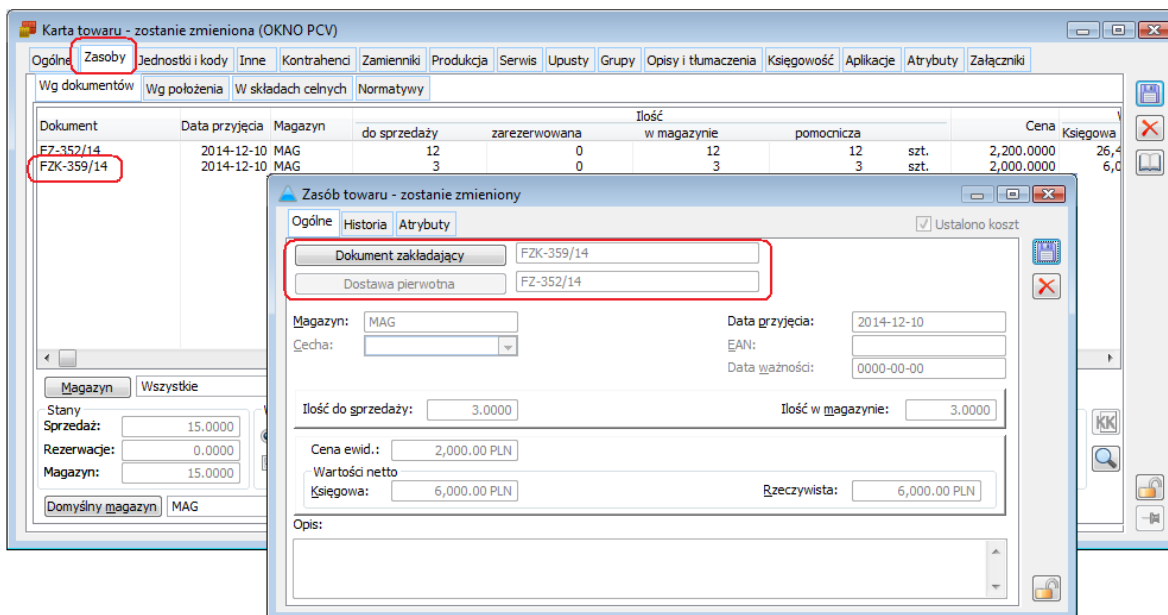 Karta towaru - zostanie zmieniona (OKNO PCV)
Ogólne Zasoby Jednostki i kody Inne Kontrahenci Zamienniki Produkcja Serwis Upusty Grupy Opisy i tłumaczenia Księgowość Aplikacje Atrybuty Załączniki
Wg dokumentów Wg położenia W składach celnych Normatywy
Ilość
Dokument Data przyjęcia Magazyn do sprzedaży zarezerwowana w magazynie pomocnicza Cena Księgowa
FZ-352/14 2014-12-10 MAG 12 0 12 12 szt. 2,200.0000 26,4
FZK-359/14 2014-12-10 MAG 3 0 3 3 szt. 2,000.0000 6,0
Zasób towaru - zostanie zmieniony
Ogólne Historia Atrybuty Ustalono koszt
Dokument zakładający FZK-359/14
Dostawa pierwotna FZ-352/14
Magazyn: MAG Data przyjęcia: 2014-12-10
Cecha: EAN:
Data ważności: 0000-00-00
Ilość do sprzedaży: 3.0000 Ilość w magazynie: 3.0000
Cena ewid.: 2,000.00 PLN
Wartości netto
Księgowa: 6,000.00 PLN Rzeczywista: 6,000.00 PLN
Opis:
Magazyn Wszystkie
Stany
Sprzedaż: 15.0000
Rezerwacje: 0.0000
Magazyn: 15.0000
Domyślny magazyn MAG
KK